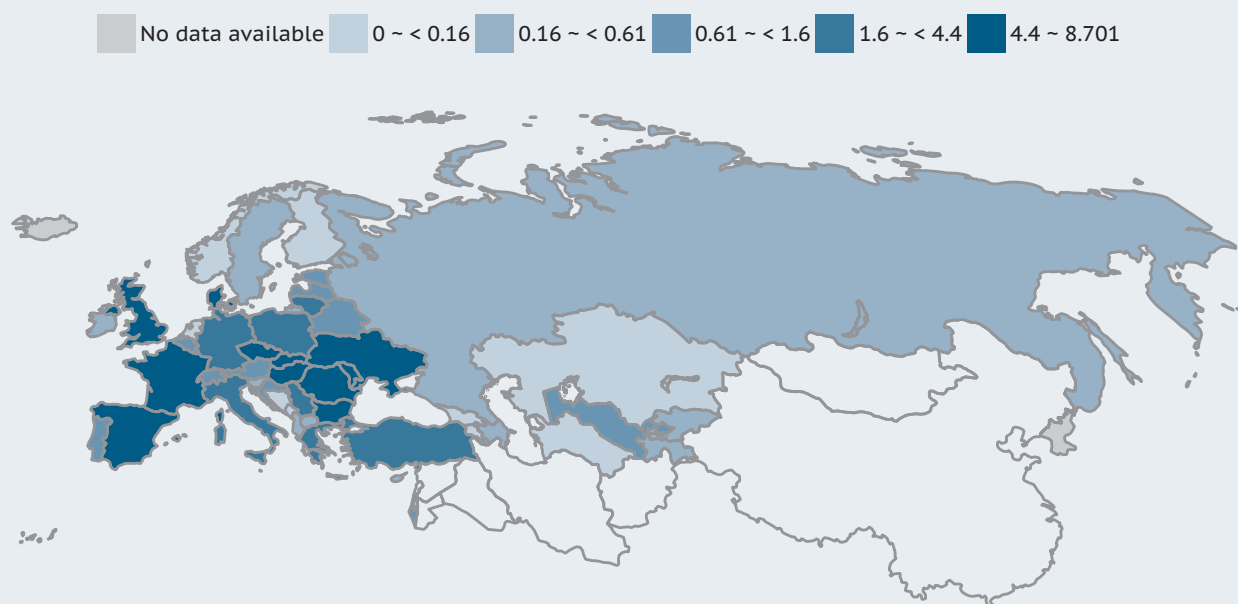 No data available 0 ~ < 0.16 0.16 ~ < 0.61 0.61 ~ < 1.6 1.6 ~ < 4.4 4.4 ~ 8.701